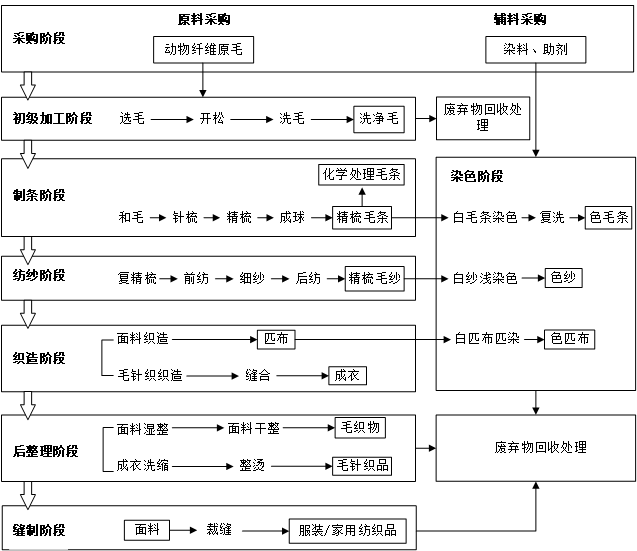 原料采购
辅料采购
采购阶段
动物纤维原毛
染料、助剂
初级加工阶段
选毛
开松
洗毛
洗净毛
废弃物回收处
理
制条阶段
化学处理毛条
和毛
针梳
精梳
成球
精梳毛条
染色阶段
白毛条染色
复洗
色毛条
纺纱阶段
复精梳
前纺
细纱
后纺
精梳毛纱
白纱浅染色
色纱
织造阶段
面料织造
匹布
白匹布匹染
色匹布
毛针织织造
缝合
成衣
后整理阶段
面料湿整
面料干整
毛织物
成衣洗缩
整烫
毛针织品
废弃物回收处理
缝制阶段
面料
裁缝
服装/家用纺织品